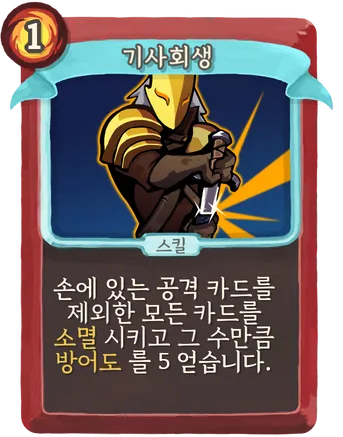 1
기사회생
스킬
손에 있는 공격 카드를
제외한 모든 카드를
소멸 시키고 그 수만큼
방어도 를 5 얻습니다.